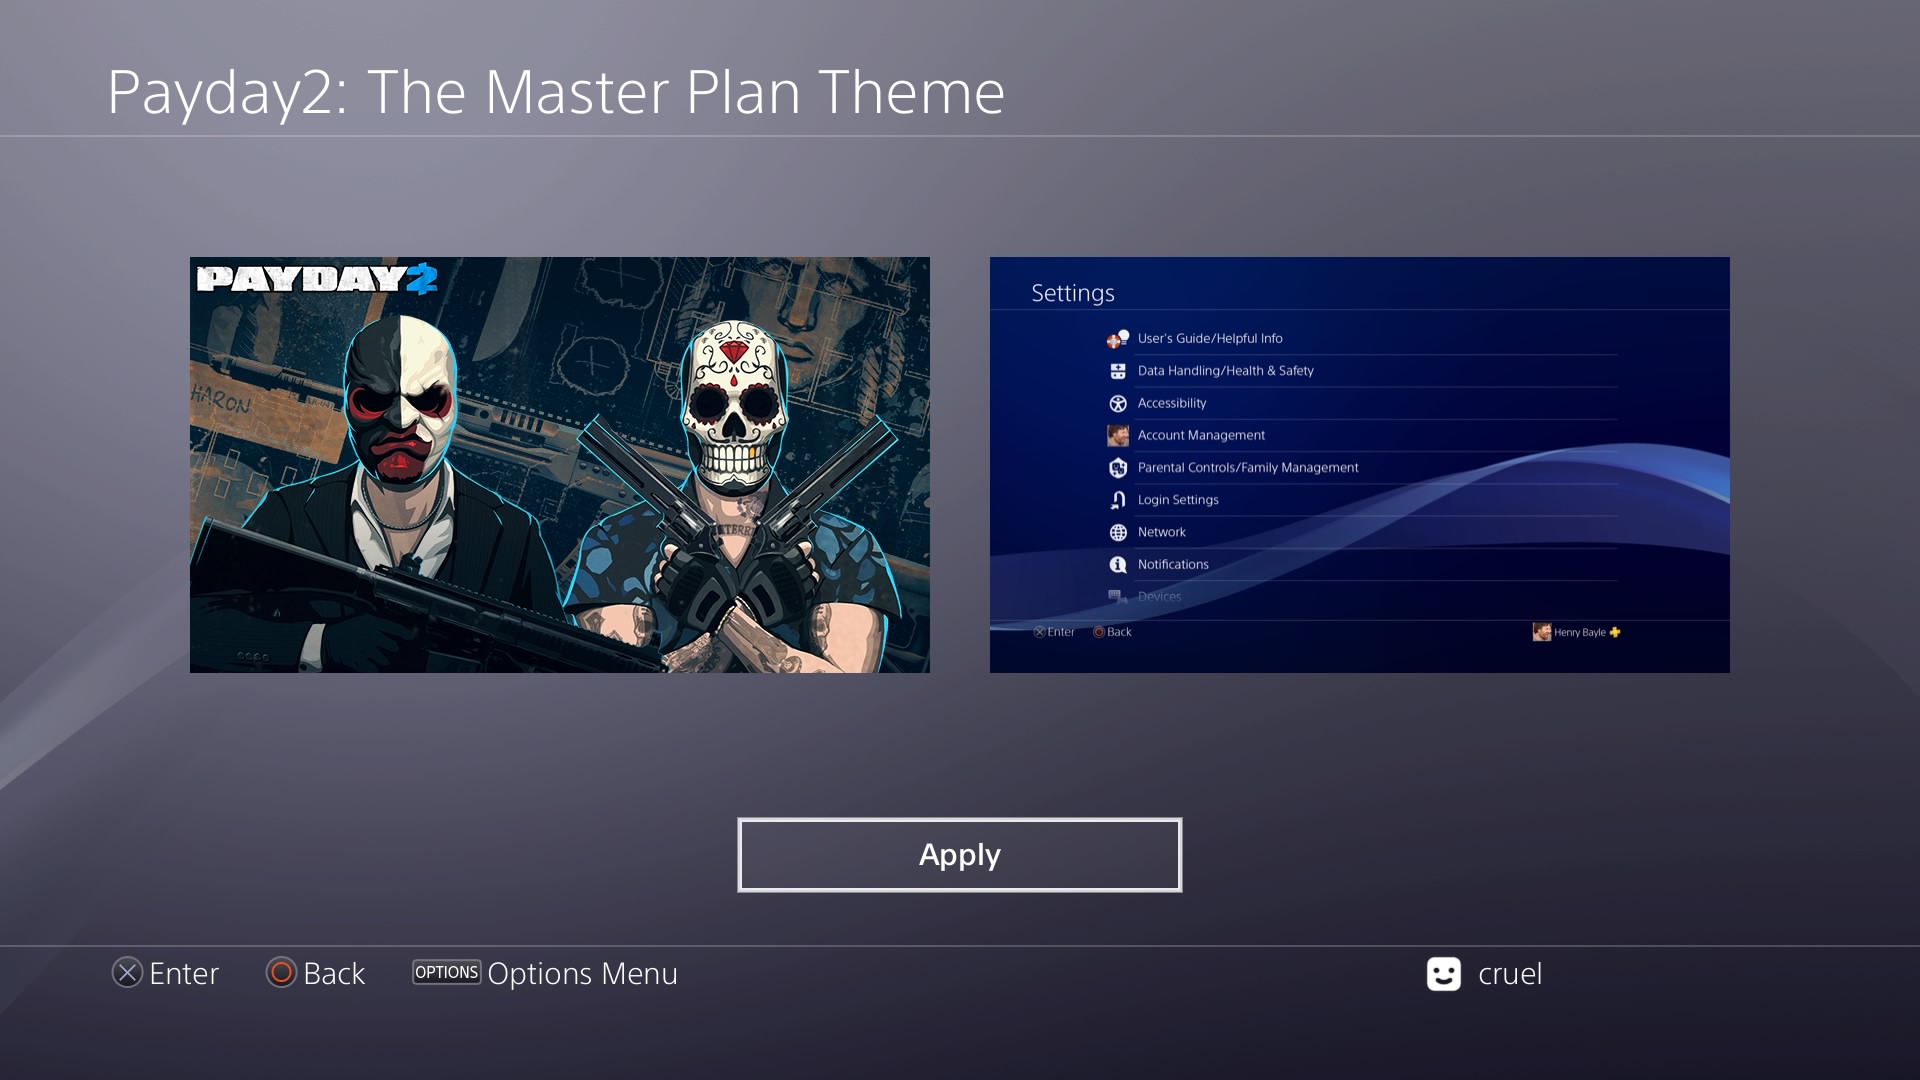 Payday2: The Master Plan Theme
PAYDAY2
HARON
Settings
User's Guide/Helpful Info
Data Handling/Health & Safety
Accessibility
Account Management
Parental Controls/Family Management
Login Settings
Network
Notifications
Devices
Enter
Back
Henry Bayle
Apply
Enter
Back
OPTIONS
Options Menu
cruel